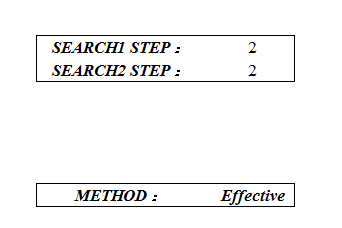 SEARCH1 STEP： 2
SEARCH2 STEP： 2
METHOD： Effective